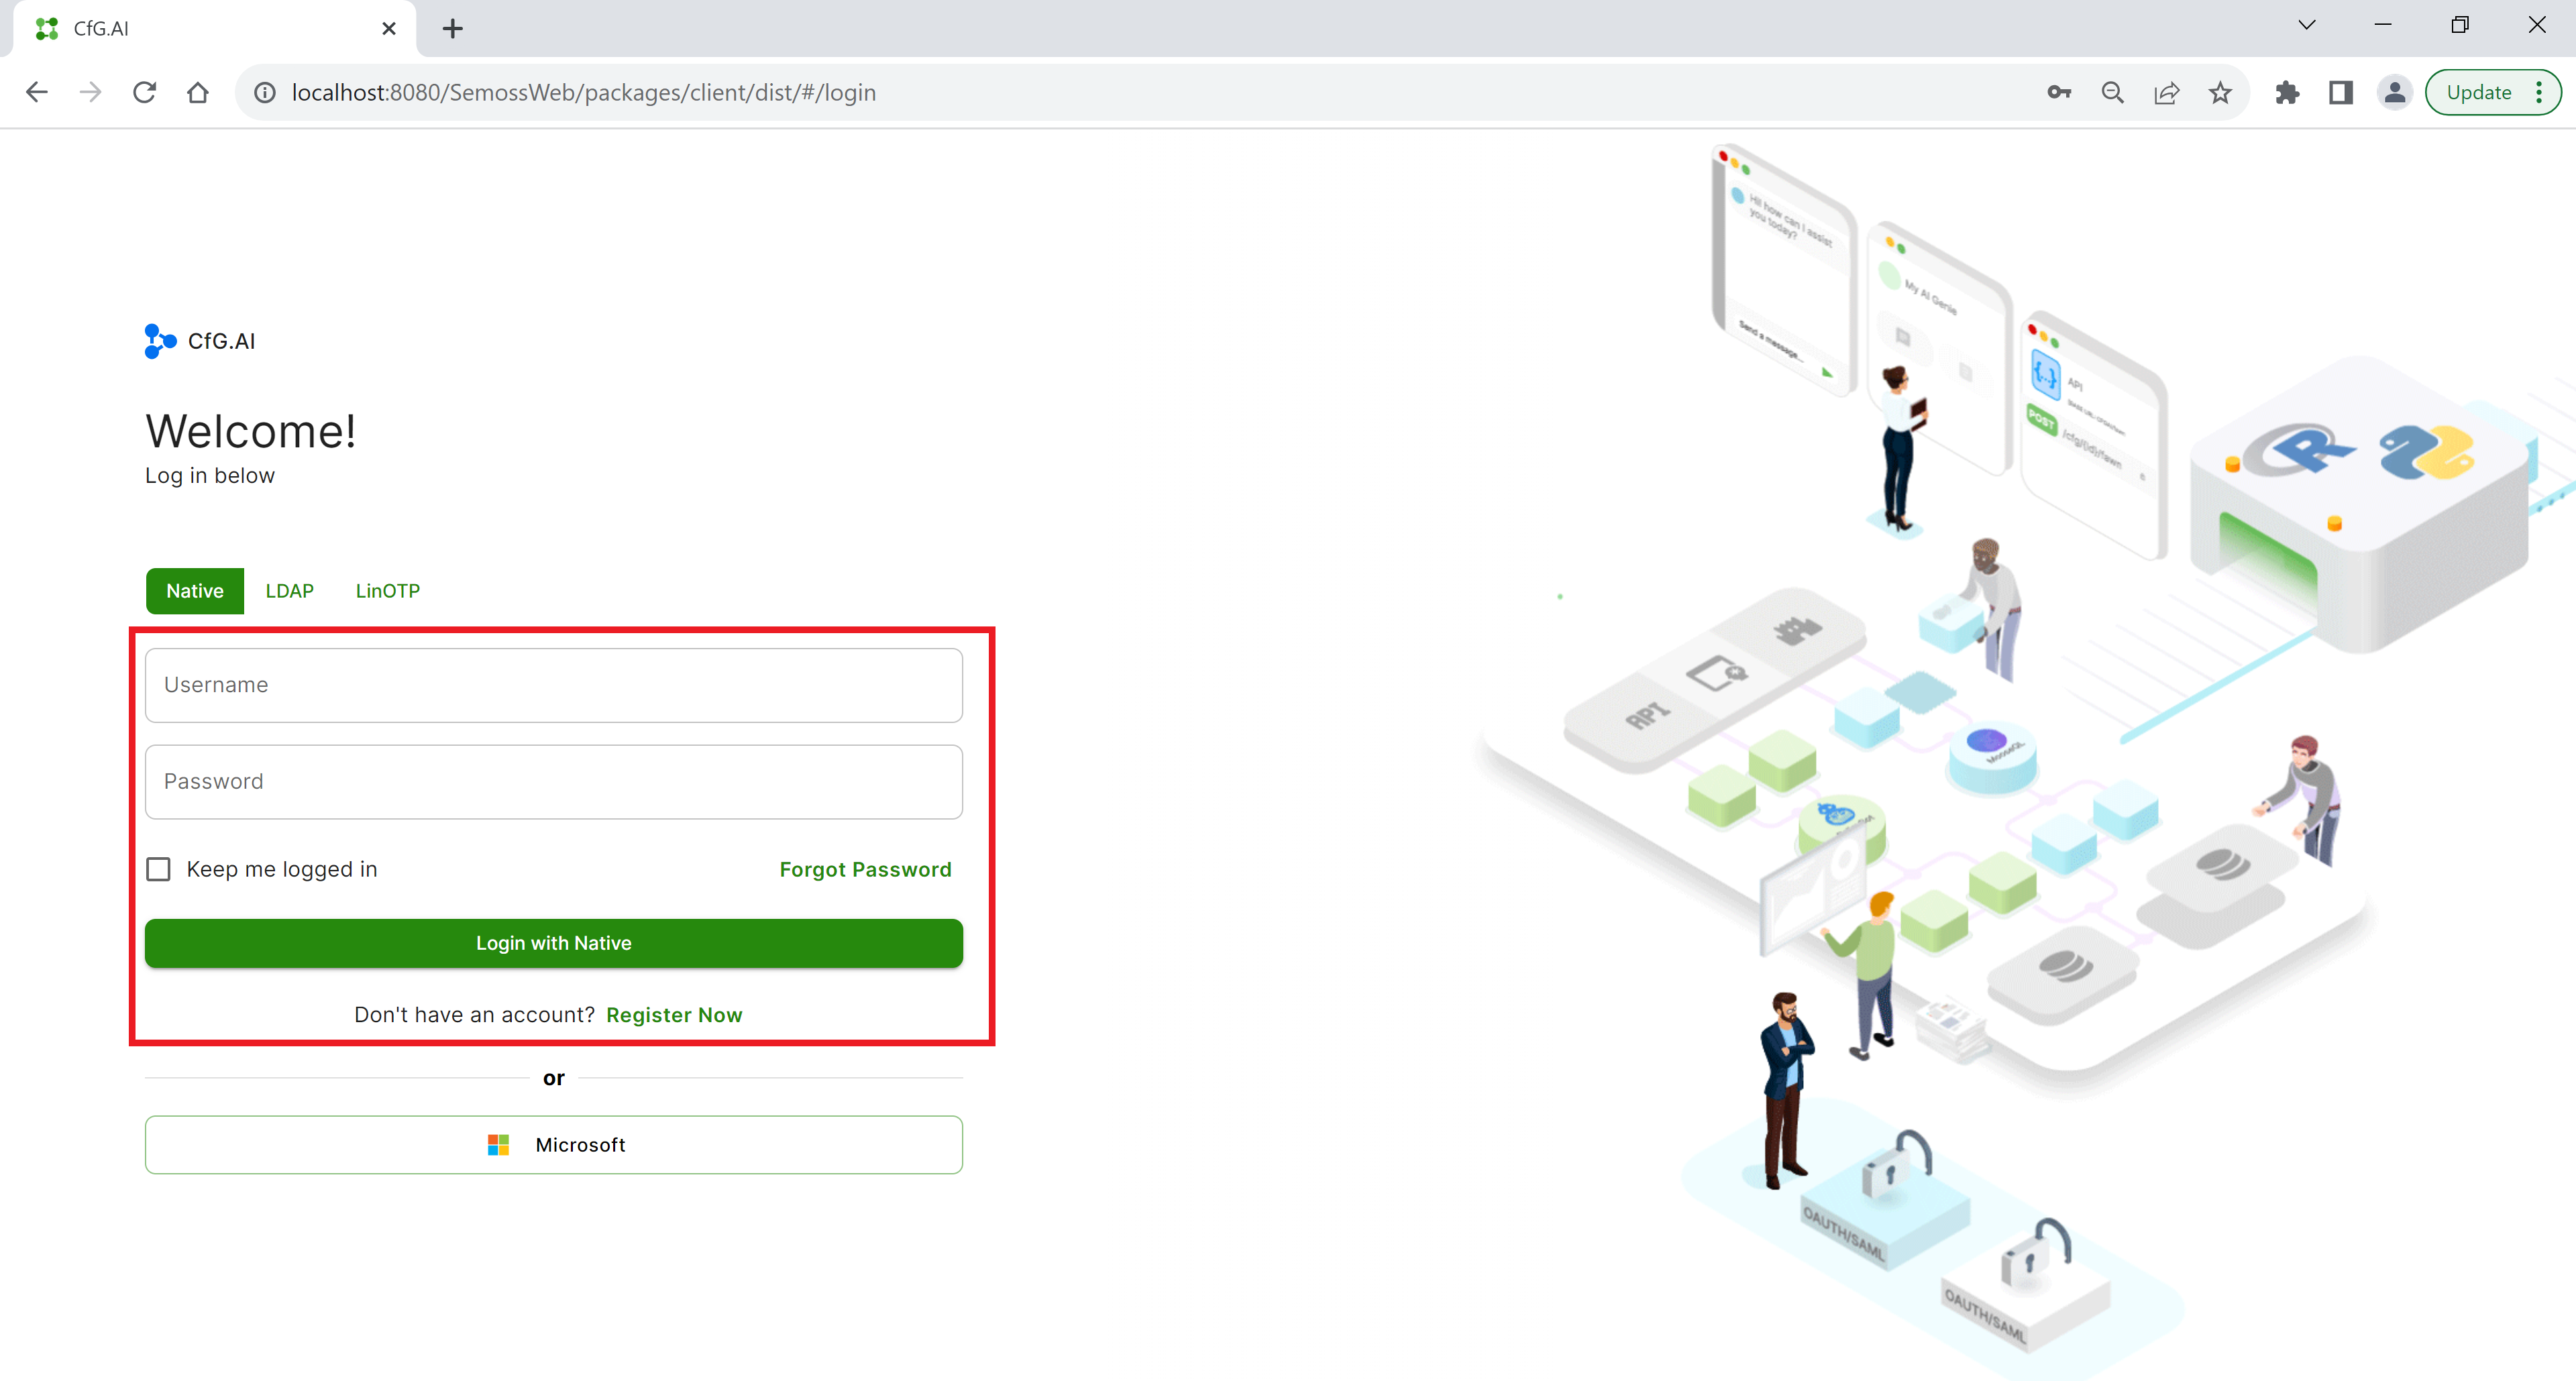 CfG.AI
localhost:8080/SemossWeb/packages/client/dist/#/login
Update
CfG.AI
Welcome!
Log in below
Native LDAP LinOTP
Username
Password
Keep me logged in Forgot Password
Login with Native
Don't have an account? Register Now
or
Microsoft
Hi! how can I assist
you today?
Send a message...
My AI Genie
API
POST
R
API
MooseQL
OAUTH/SAML
OAUTH/SAML